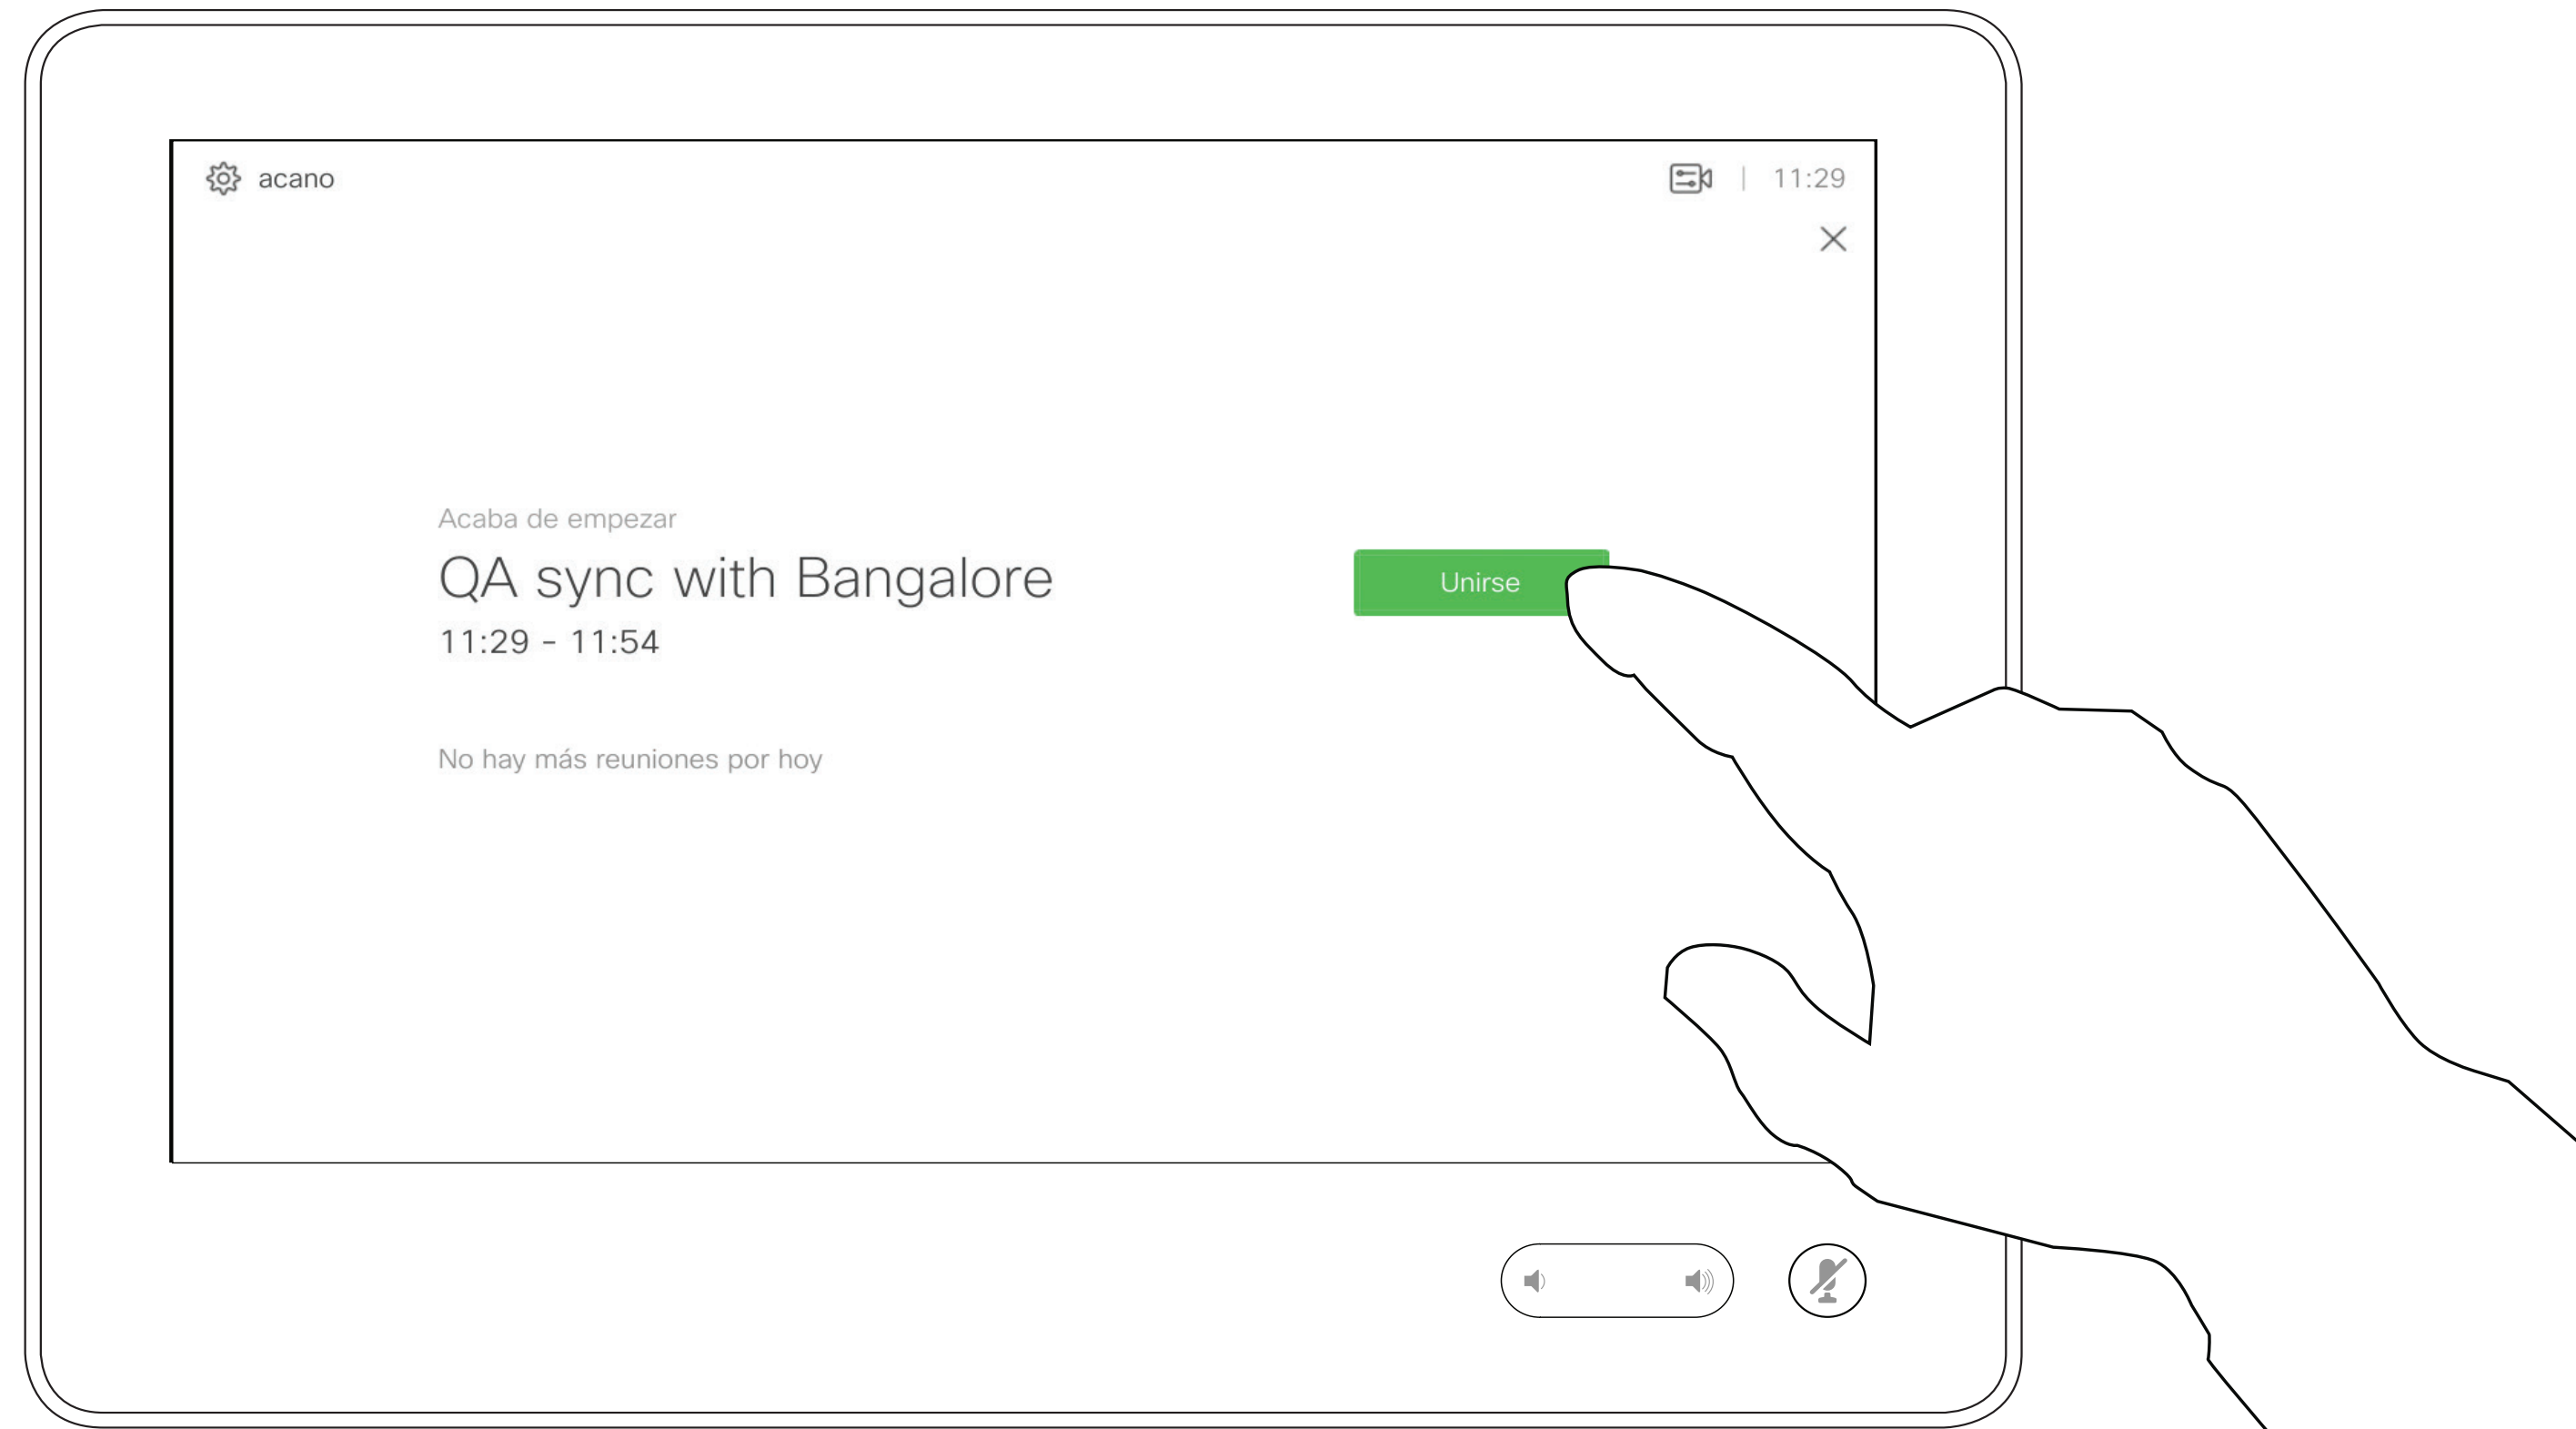 acano
11:29
Acaba de empezar
QA sync with Bangalore
Unirse
11:29 - 11:54
No hay más reuniones por hoy